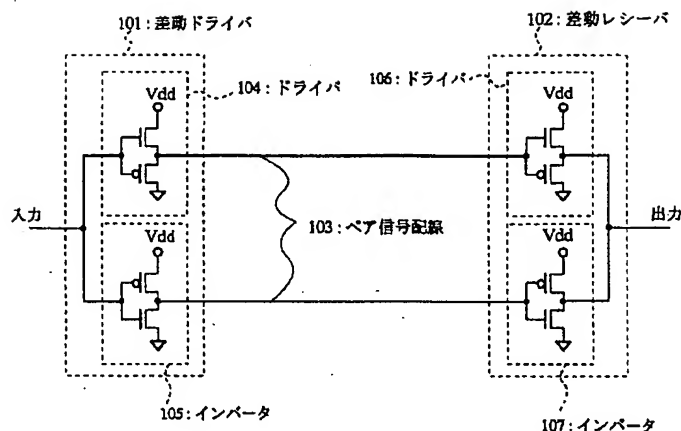 101:差動ドライバ
102:差動レシーバ
104:ドライバ
106:ドライバ
Vdd
Vdd
入力
103:ペア信号配線
出力
Vdd
Vdd
105:インバータ
107:インバータ